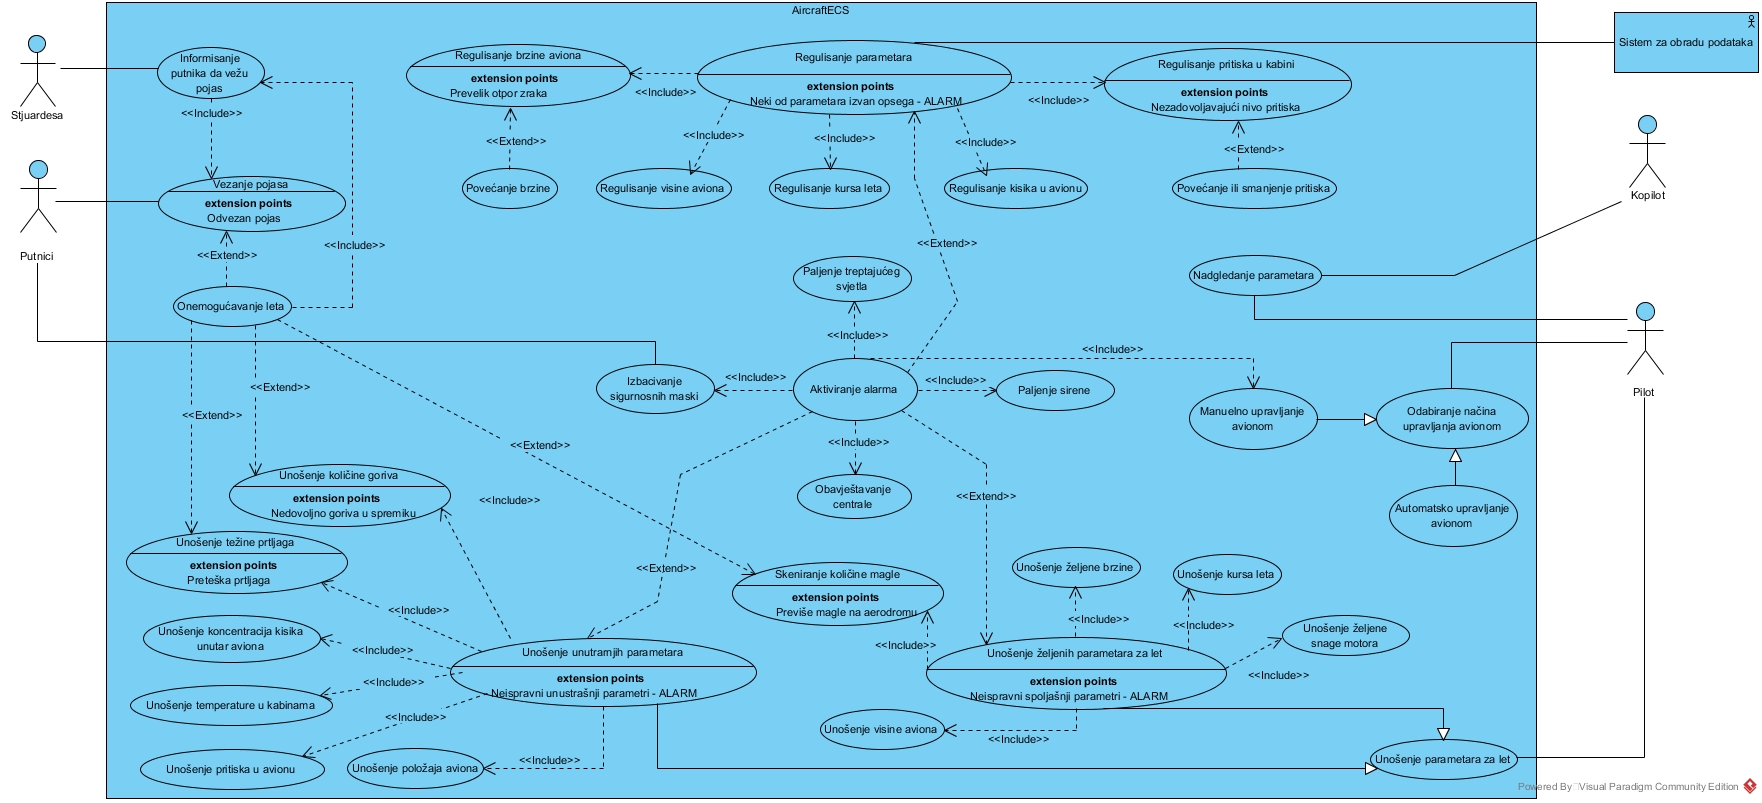 AircraftECS
Stjuardesa
Putnici
Sistem za obradu podataka
Kopilot
Pilot
Informisanje
putnika da vežu
pojas
<<Include>>
Vezanje pojasa
extension points
Odvezan pojas
<<Extend>>
<<Include>>
Onemogućavanje leta
Regulisanje brzine aviona
extension points
Prevelik otpor zraka
<<Include>>
<<Extend>>
Povećanje brzine
Regulisanje parametara
extension points
Neki od parametara izvan opsega - ALARM
<<Include>>
<<Include>>
<<Include>>
<<Include>>
Regulisanje visine aviona
Regulisanje kursa leta
Regulisanje kisika u avionu
Regulisanje pritiska u kabini
extension points
Nezadovoljavajući nivo pritiska
<<Extend>>
Povećanje ili smanjenje pritiska
<<Extend>>
Nadgledanje parametara
Paljenje treptajućeg
svjetla
<<Include>>
<<Include>>
Izbacivanje
sigurnosnih maski
<<Include>>
Aktiviranje alarma
<<Include>>
Paljenje sirene
Manuelno upravljanje
avionom
Odabiranje načina
upravljanja avionom
Automatsko upravljanje
avionom
<<Include>>
Obavještavanje
centrale
<<Extend>>
<<Extend>>
<<Extend>>
<<Extend>>
<<Extend>>
Unošenje količine goriva
extension points
Nedovoljno goriva u spremiku
<<Include>>
Unošenje težine prtljaga
extension points
Preteška prtljaga
<<Include>>
Unošenje koncentracija kisika
unutar aviona
<<Include>>
Unošenje temperature u kabinama
<<Include>>
<<Include>>
Unošenje pritiska u avionu
Unošenje položaja aviona
<<Include>>
Unošenje unutrarnjih parametara
extension points
Neispravni unustrašnji parametri - ALARM
Skeniranje količine magle
extension points
Previše magle na aerodromu
<<Include>>
Unošenje željene brzine
<<Include>>
Unošenje kursa leta
<<Include>>
Unošenje željene
snage motora
<<Include>>
Unošenje željenih parametara za let
extension points
Neispravni spoljašnji parametri - ALARM
Unošenje visine aviona
<<Include>>
Unošenje parametara za let
Powered By Visual Paradigm Community Edition